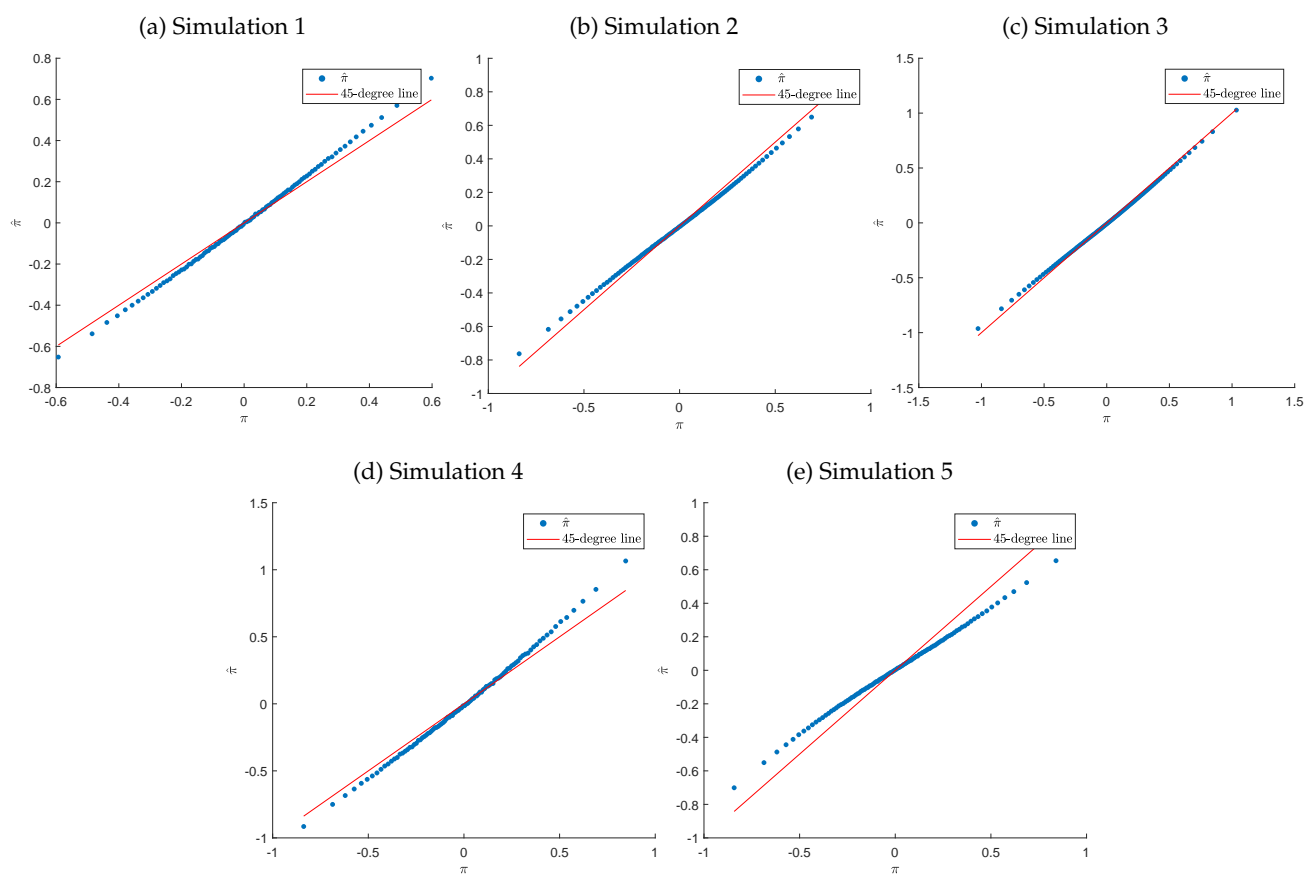 (a) Simulation 1
0.8
0.6
0.4
0.2
0
-0.2
-0.4
-0.6
-0.8
-0.6
-0.4
-0.2
0
0.2
0.4
0.6
π
π̂
π̂
45-degree line
(b) Simulation 2
1
0.8
0.6
0.4
0.2
0
-0.2
-0.4
-0.6
-0.8
-1
-1
-0.5
0
0.5
1
π
π̂
π̂
45-degree line
(c) Simulation 3
1.5
1
0.5
0
-0.5
-1
-1.5
-1.5
-1
-0.5
0
0.5
1
1.5
π
π̂
π̂
45-degree line
(d) Simulation 4
1.5
1
0.5
0
-0.5
-1
-1
-0.5
0
0.5
1
π
π̂
π̂
45-degree line
(e) Simulation 5
1
0.8
0.6
0.4
0.2
0
-0.2
-0.4
-0.6
-0.8
-1
-1
-0.5
0
0.5
1
π
π̂
π̂
45-degree line